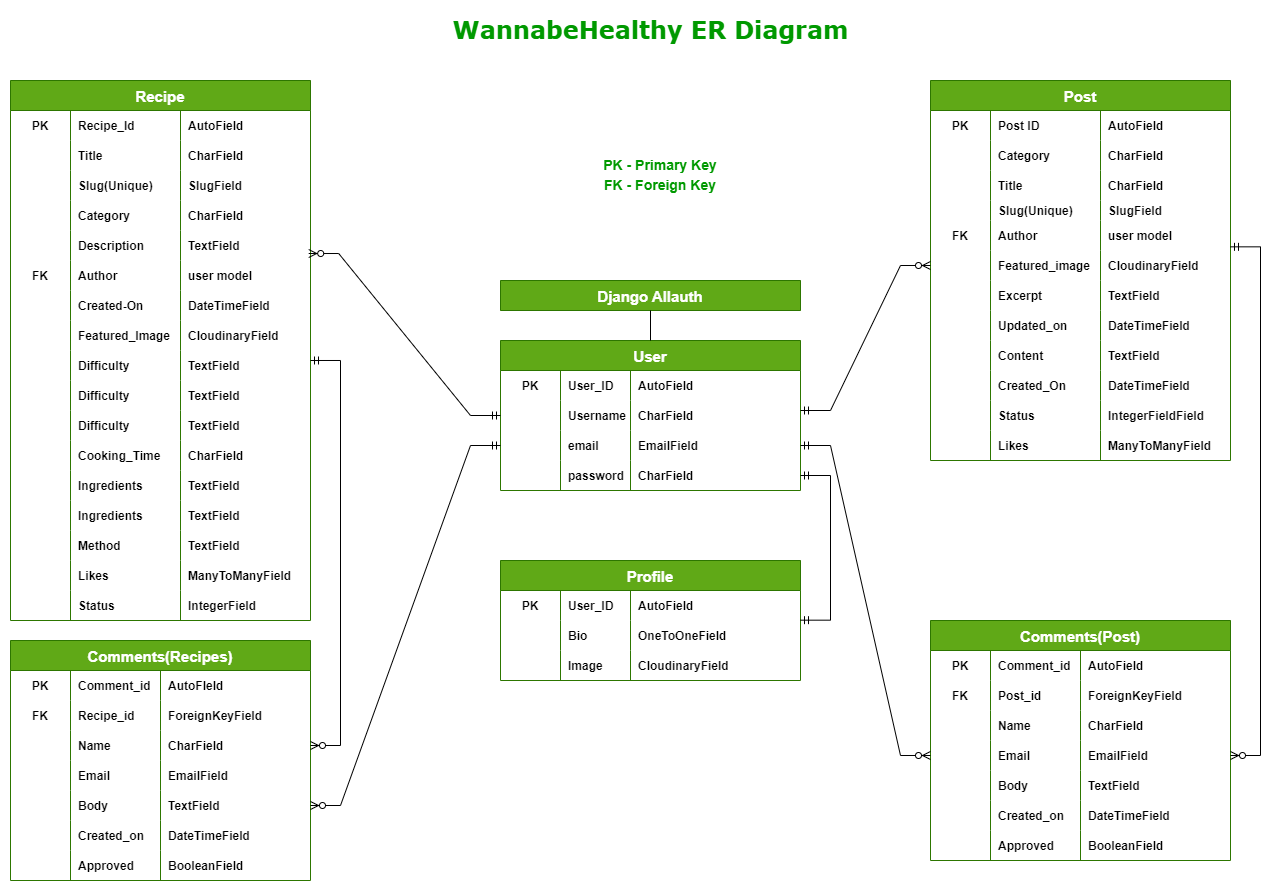 WannabeHealthy ER Diagram
PK - Primary Key
FK - Foreign Key
Recipe
PK Recipe_Id AutoField
Title CharField
Slug(Unique) SlugField
Category CharField
Description TextField
FK Author user model
Created-On DateTimeField
Featured_Image CloudinaryField
Difficulty TextField
Difficulty TextField
Difficulty TextField
Cooking_Time CharField
Ingredients TextField
Ingredients TextField
Method TextField
Likes ManyToManyField
Status IntegerField
Comments(Recipes)
PK Comment_id AutoFIeld
FK Recipe_id ForeignKeyField
Name CharField
Email EmailField
Body TextField
Created_on DateTimeField
Approved BooleanField
Django Allauth
User
PK User_ID AutoField
Username CharField
email EmailField
password CharField
Profile
PK User_ID AutoField
Bio OneToOneField
Image CloudinaryField
Post
PK Post ID AutoField
Category CharField
Title CharField
Slug(Unique) SlugField
FK Author user model
Featured_image CloudinaryField
Excerpt TextField
Updated_on DateTimeField
Content TextField
Created_On DateTimeField
Status IntegerFieldField
Likes ManyToManyField
Comments(Post)
PK Comment_id AutoField
FK Post_id ForeignKeyField
Name CharField
Email EmailField
Body TextField
Created_on DateTimeField
Approved BooleanField